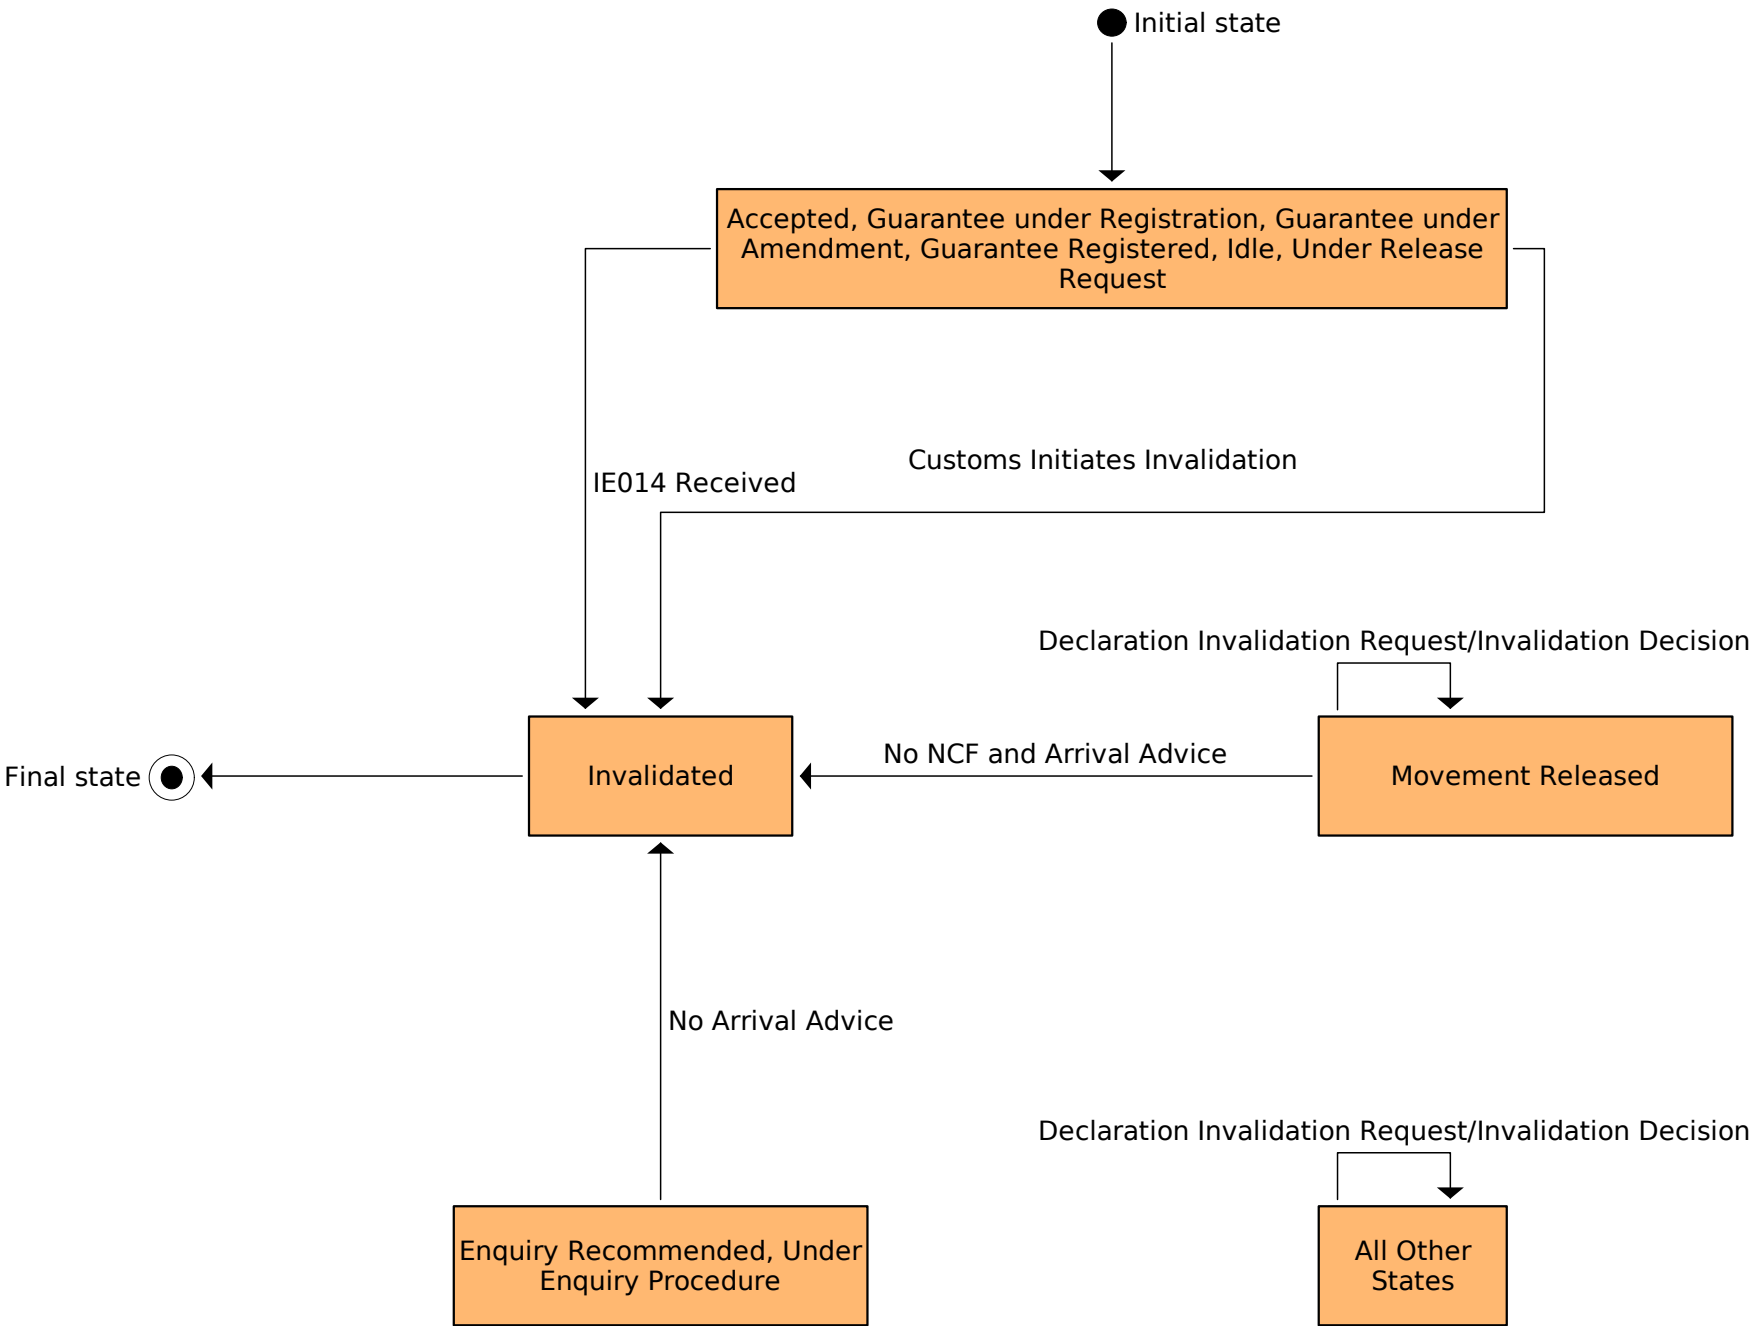 Initial state
Accepted, Guarantee under Registration, Guarantee under
Amendment, Guarantee Registered, Idle, Under Release
Request
Customs Initiates Invalidation
IE014 Received
Declaration Invalidation Request/Invalidation Decision
No NCF and Arrival Advice
Final state
Invalidated
Movement Released
No Arrival Advice
Declaration Invalidation Request/Invalidation Decision
Enquiry Recommended, Under
Enquiry Procedure
All Other
States